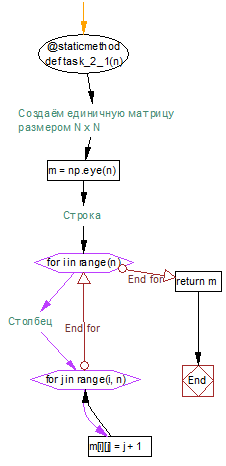 @staticmethod
def task_2_1(n)
Создаём единичную матрицу
размером N x N
m = np.eye(n)
Строка
for i in range(n)
End for
return m
Столбец
End for
End
for j in range(i, n)
m[i][j] = j + 1